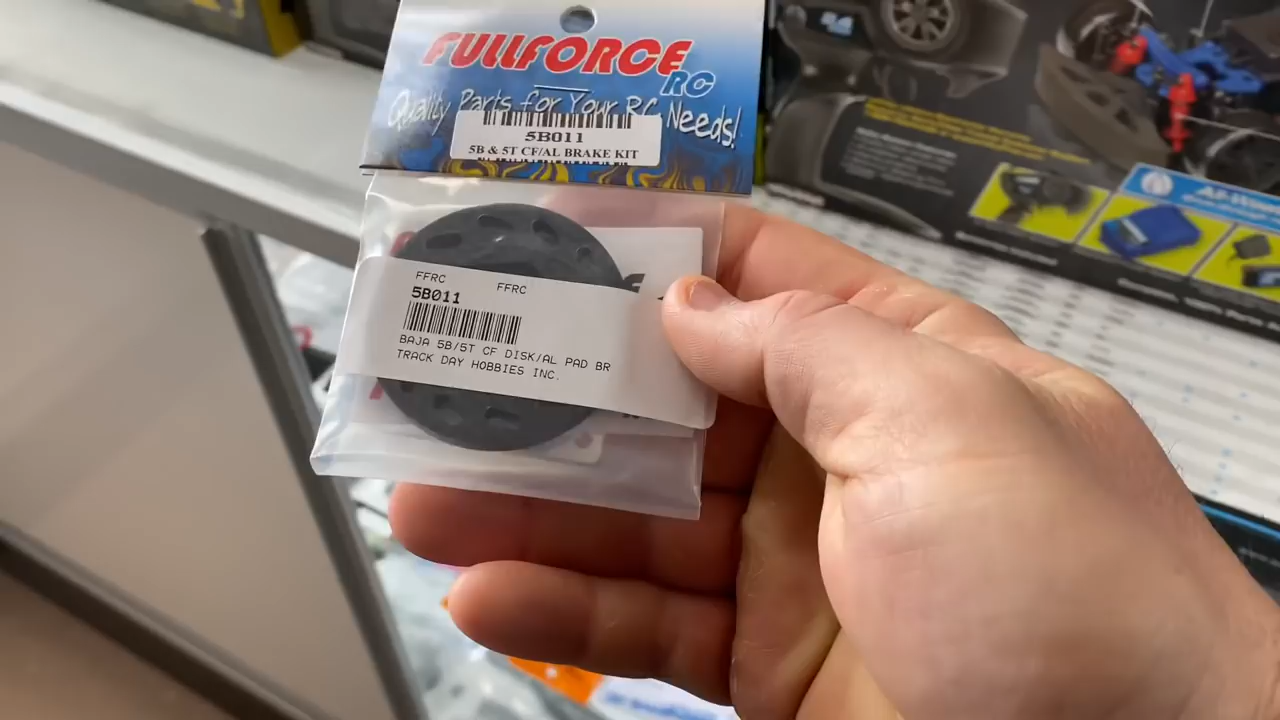 FULLFORCE
RC
Quality Parts for Your RC Needs!
5B011
5B & 5T CF/AL BRAKE KIT
FFRC FFRC
5B011
BAJA 5B/5T CF DISK/AL PAD BR
TRACK DAY HOBBIES INC.